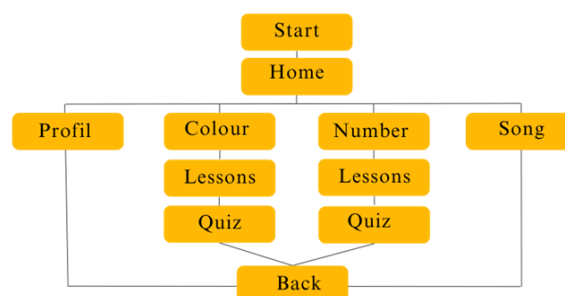 Start
Home
Profil
Colour
Number
Song
Lessons
Lessons
Quiz
Quiz
Back